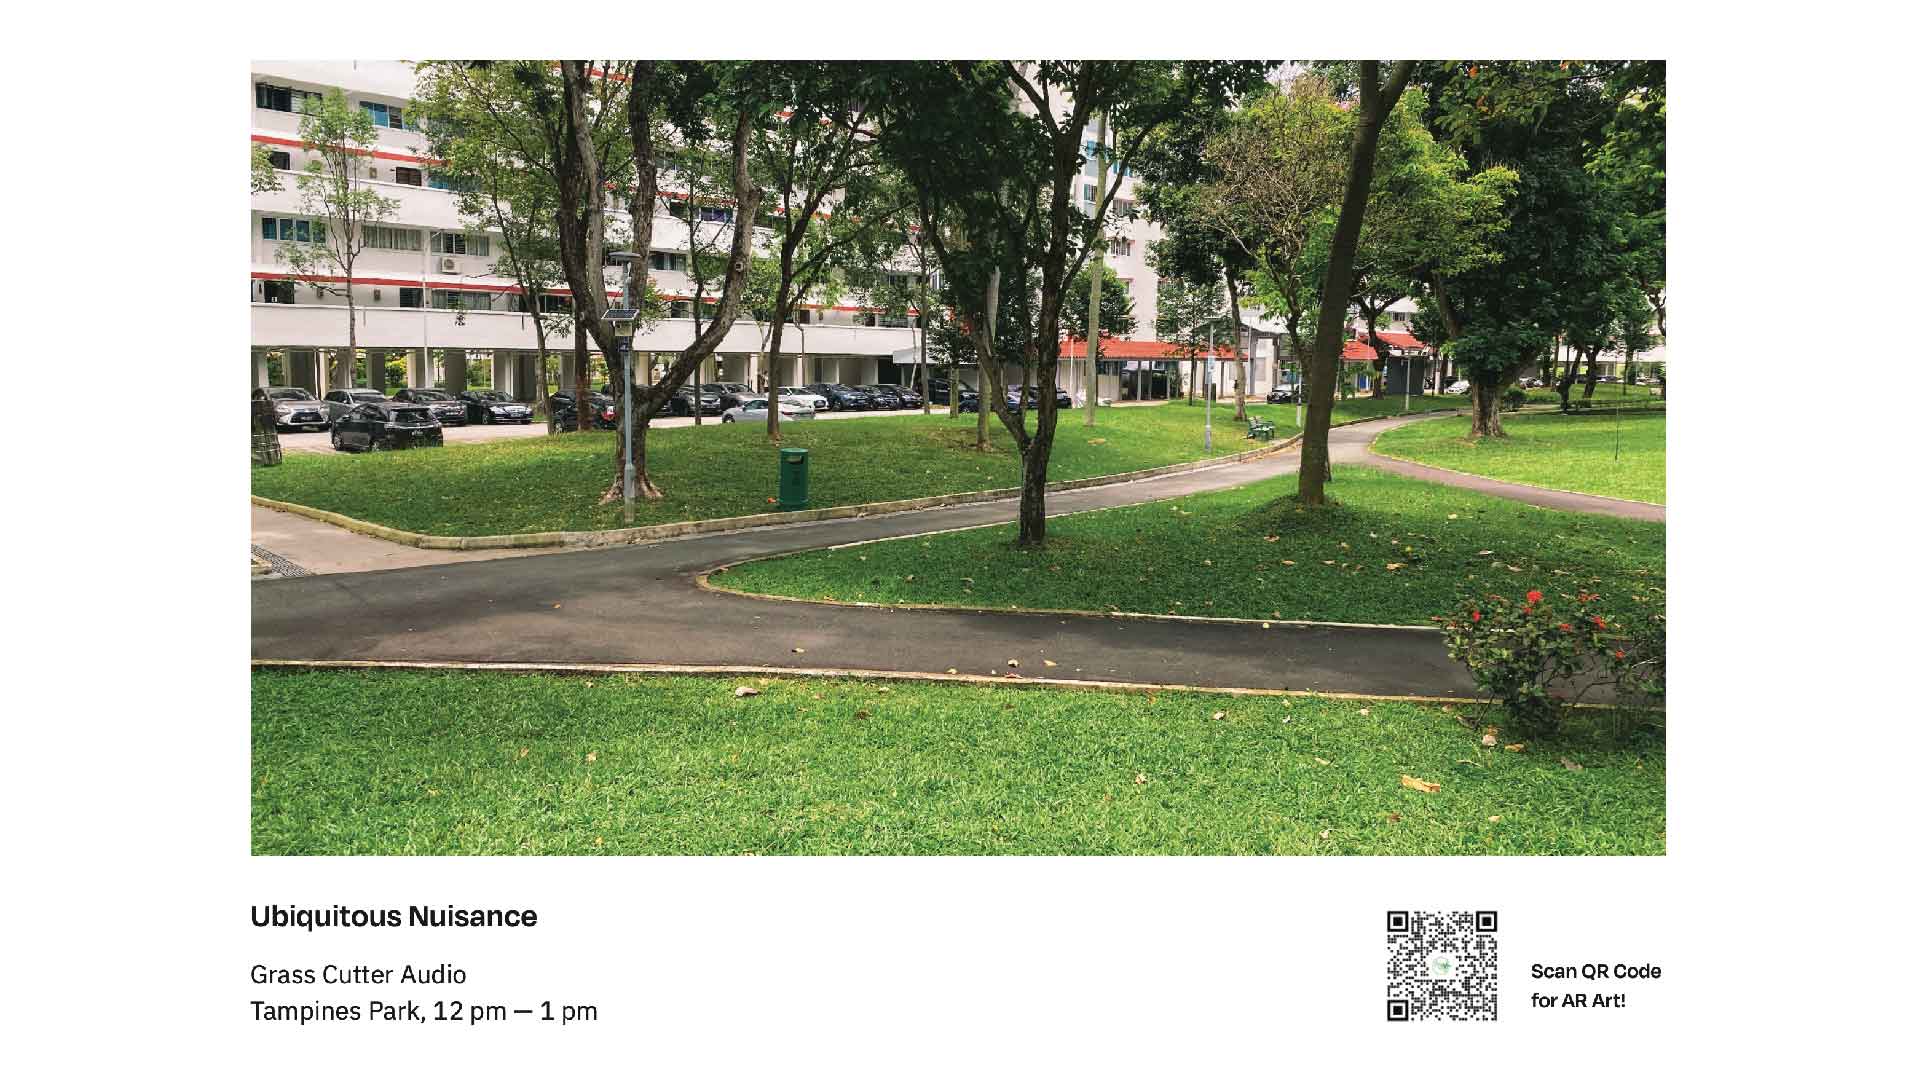 Ubiquitous Nuisance
Grass Cutter Audio
Tampines Park, 12 pm — 1 pm
Scan QR Code
for AR Art!